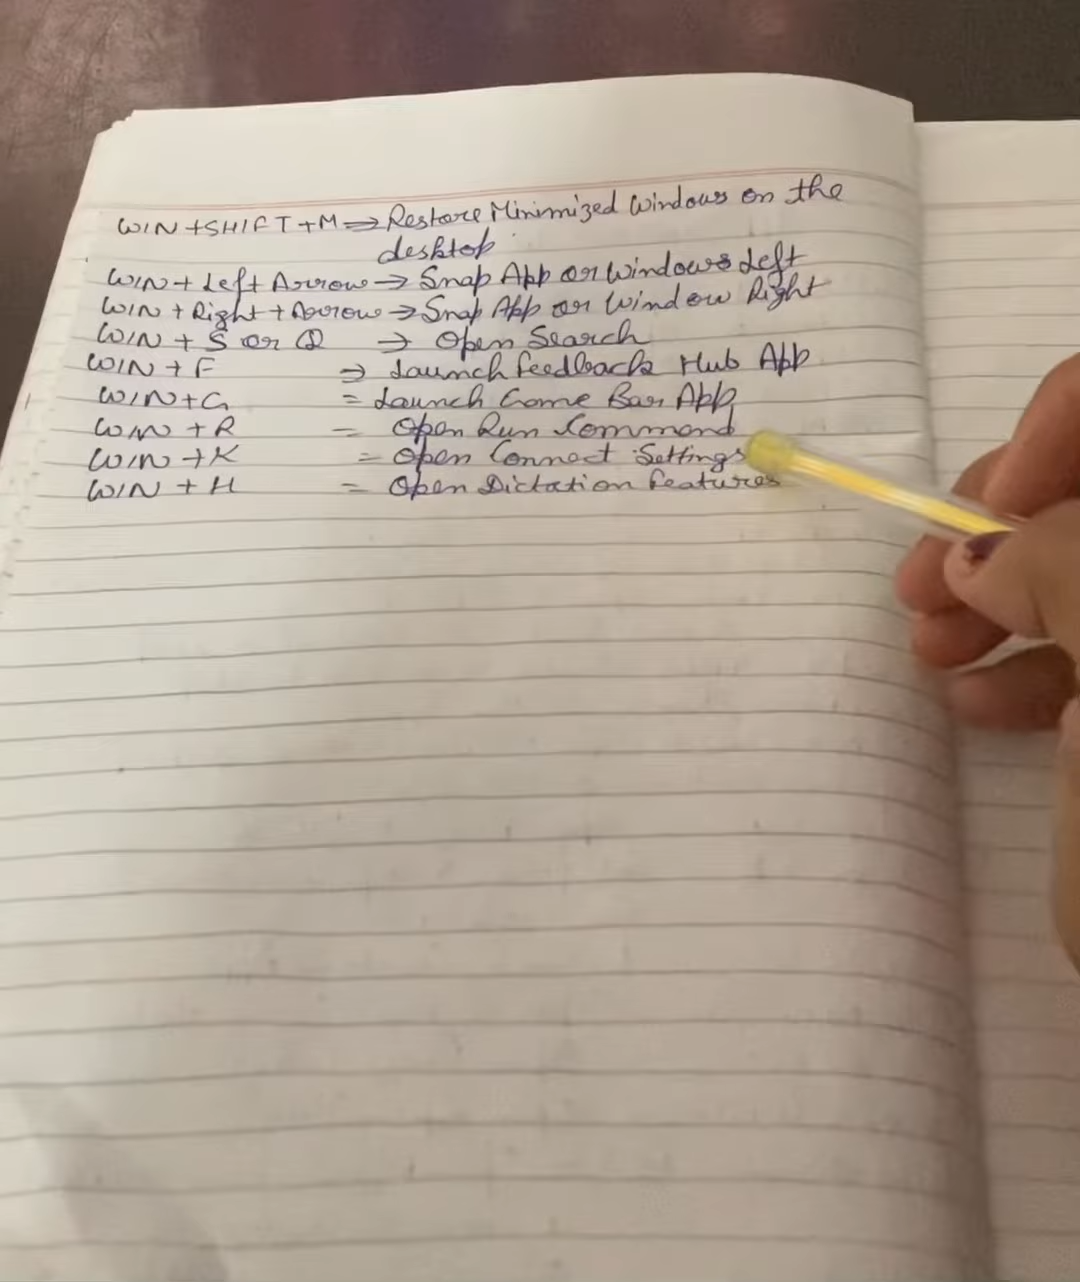 WIN+SHIFT+M⇒Restore Minimized Windows on the
desktop
WIN + Left Arrow → Snap App or Windows Left
WIN + Right + Arrow → Snap App or Window Right
WIN + S or Q → Open Search
WIN + F ⇒ Launch Feedback Hub App
WIN+G = Launch Game Bar App
WIN + R = Open Run Command
WIN + K = Open Connect Settings
WIN + H = Open Dictation Features